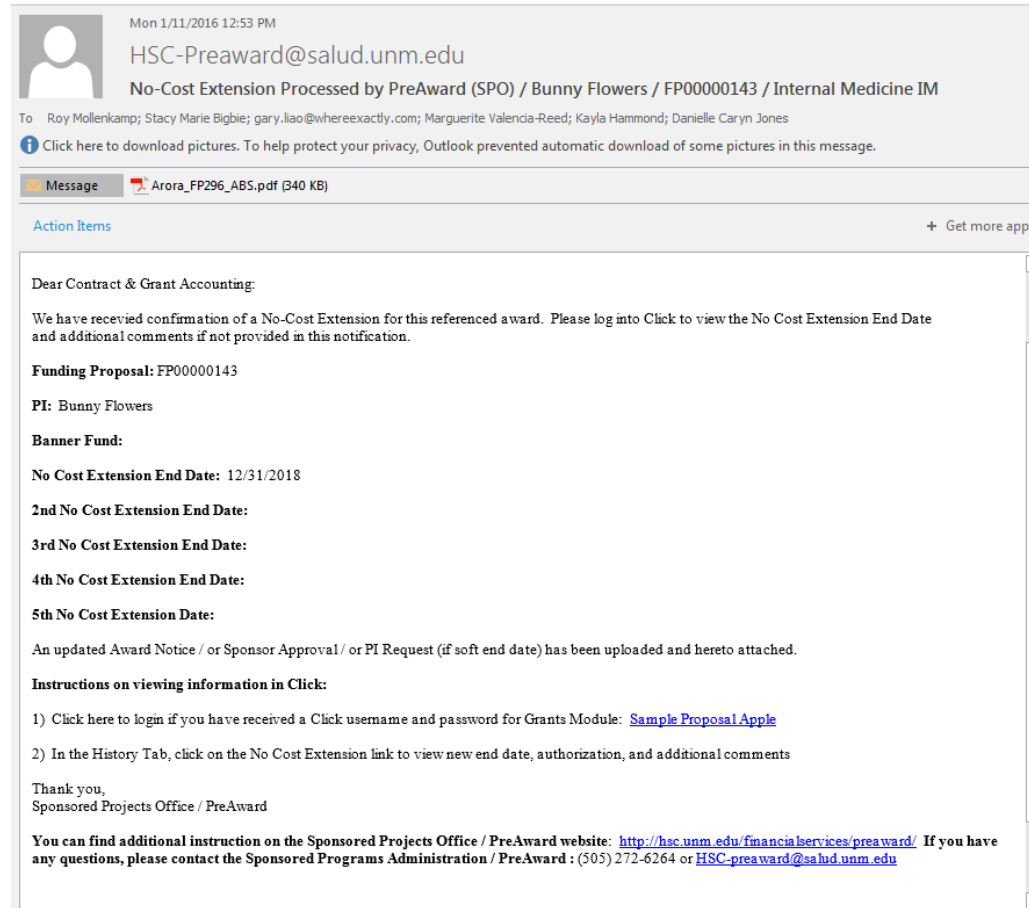 Mon 1/11/2016 12:53 PM
HSC-Preaward@salud.unm.edu
No-Cost Extension Processed by PreAward (SPO) / Bunny Flowers / FP00000143 / Internal Medicine IM
To Roy Mollenkamp; Stacy Marie Bigbie; gary.liao@whereexactly.com; Marguerite Valencia-Reed; Kayla Hammond; Danielle Caryn Jones
Click here to download pictures. To help protect your privacy, Outlook prevented automatic download of some pictures in this message.
Message Arora_FP296_ABS.pdf (340 KB)
Action Items + Get more app
Dear Contract & Grant Accounting:
We have recevied confirmation of a No-Cost Extension for this referenced award. Please log into Click to view the No Cost Extension End Date
and additional comments if not provided in this notification.
Funding Proposal: FP00000143
PI: Bunny Flowers
Banner Fund:
No Cost Extension End Date: 12/31/2018
2nd No Cost Extension End Date:
3rd No Cost Extension End Date:
4th No Cost Extension End Date:
5th No Cost Extension Date:
An updated Award Notice / or Sponsor Approval / or PI Request (if soft end date) has been uploaded and hereto attached.
Instructions on viewing information in Click:
1) Click here to login if you have received a Click username and password for Grants Module: Sample Proposal Apple
2) In the History Tab, click on the No Cost Extension link to view new end date, authorization, and additional comments
Thank you,
Sponsored Projects Office / PreAward
You can find additional instruction on the Sponsored Projects Office / PreAward website: http://hsc.unm.edu/financialservices/preaward/ If you have
any questions, please contact the Sponsored Programs Administration / PreAward : (505) 272-6264 or HSC-preaward@salud.unm.edu